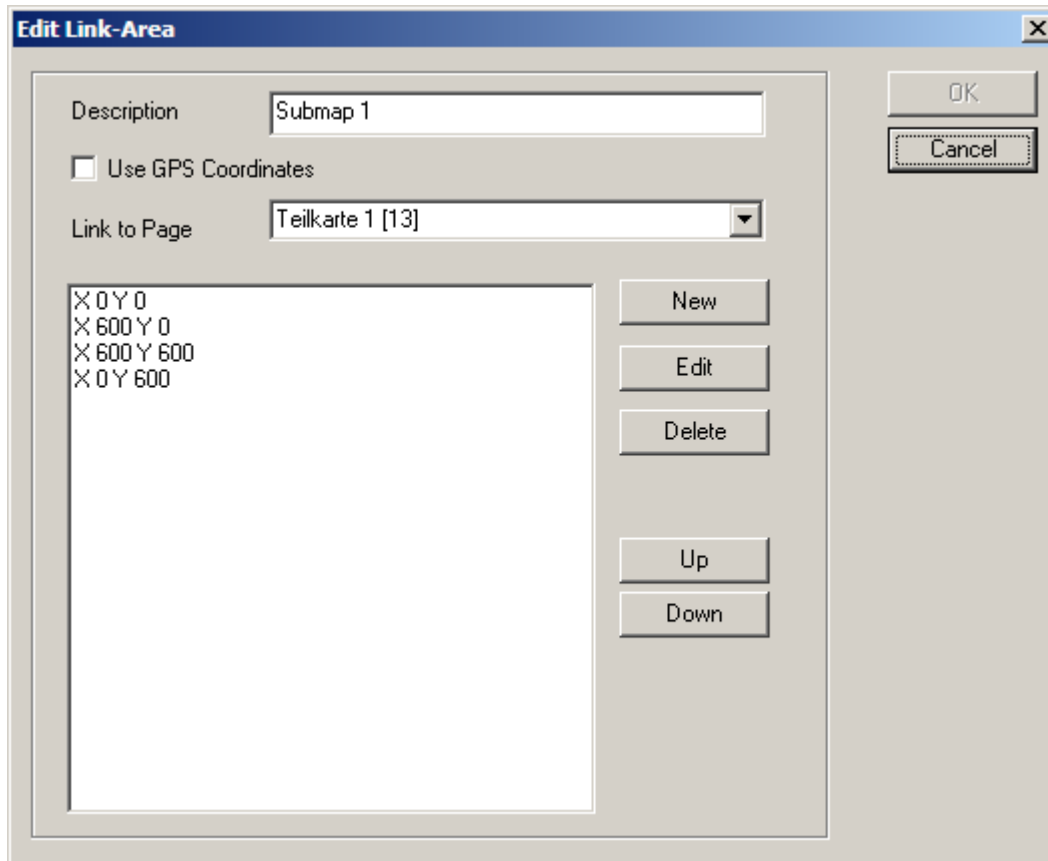 Edit Link-Area
Description
Submap 1
OK
Cancel
Use GPS Coordinates
Link to Page
Teilkarte 1 [13]
X 0 Y 0
X 600 Y 0
X 600 Y 600
X 0 Y 600
New
Edit
Delete
Up
Down